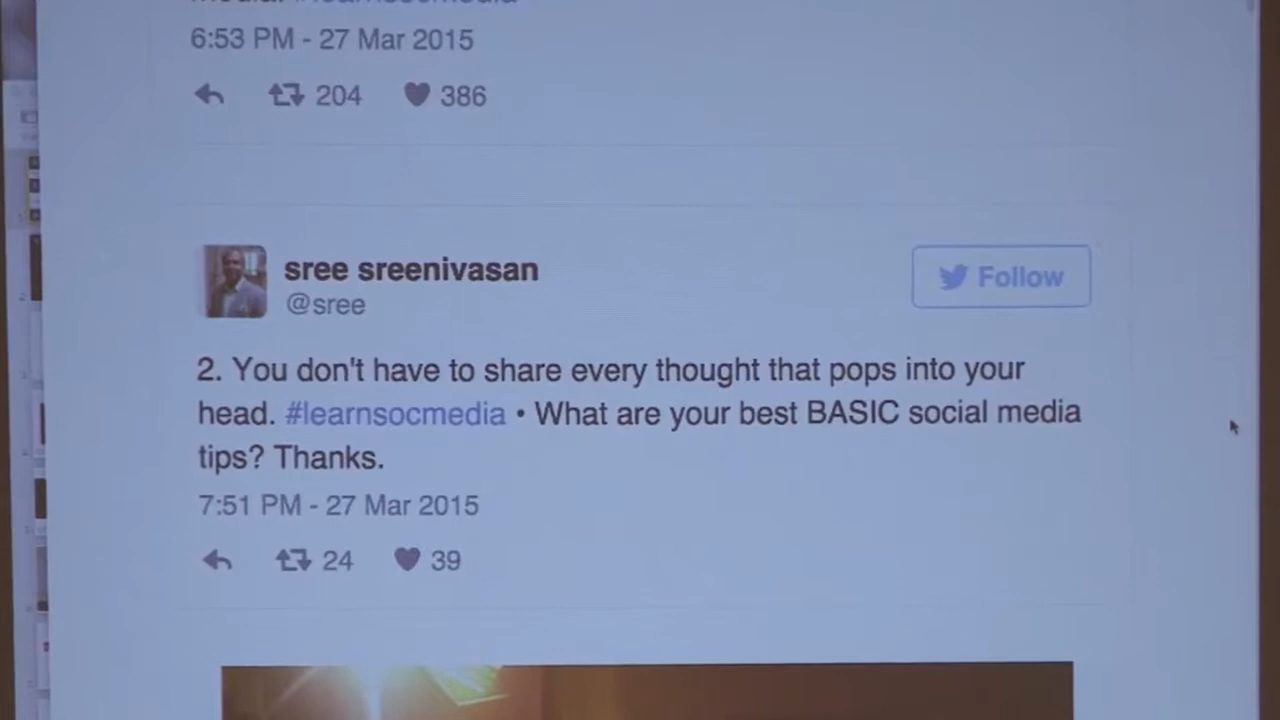 6:53 PM - 27 Mar 2015
204 386
sree sreenivasan
@sree
Follow
2. You don't have to share every thought that pops into your
head. #learnsocmedia • What are your best BASIC social media
tips? Thanks.
7:51 PM - 27 Mar 2015
24 39